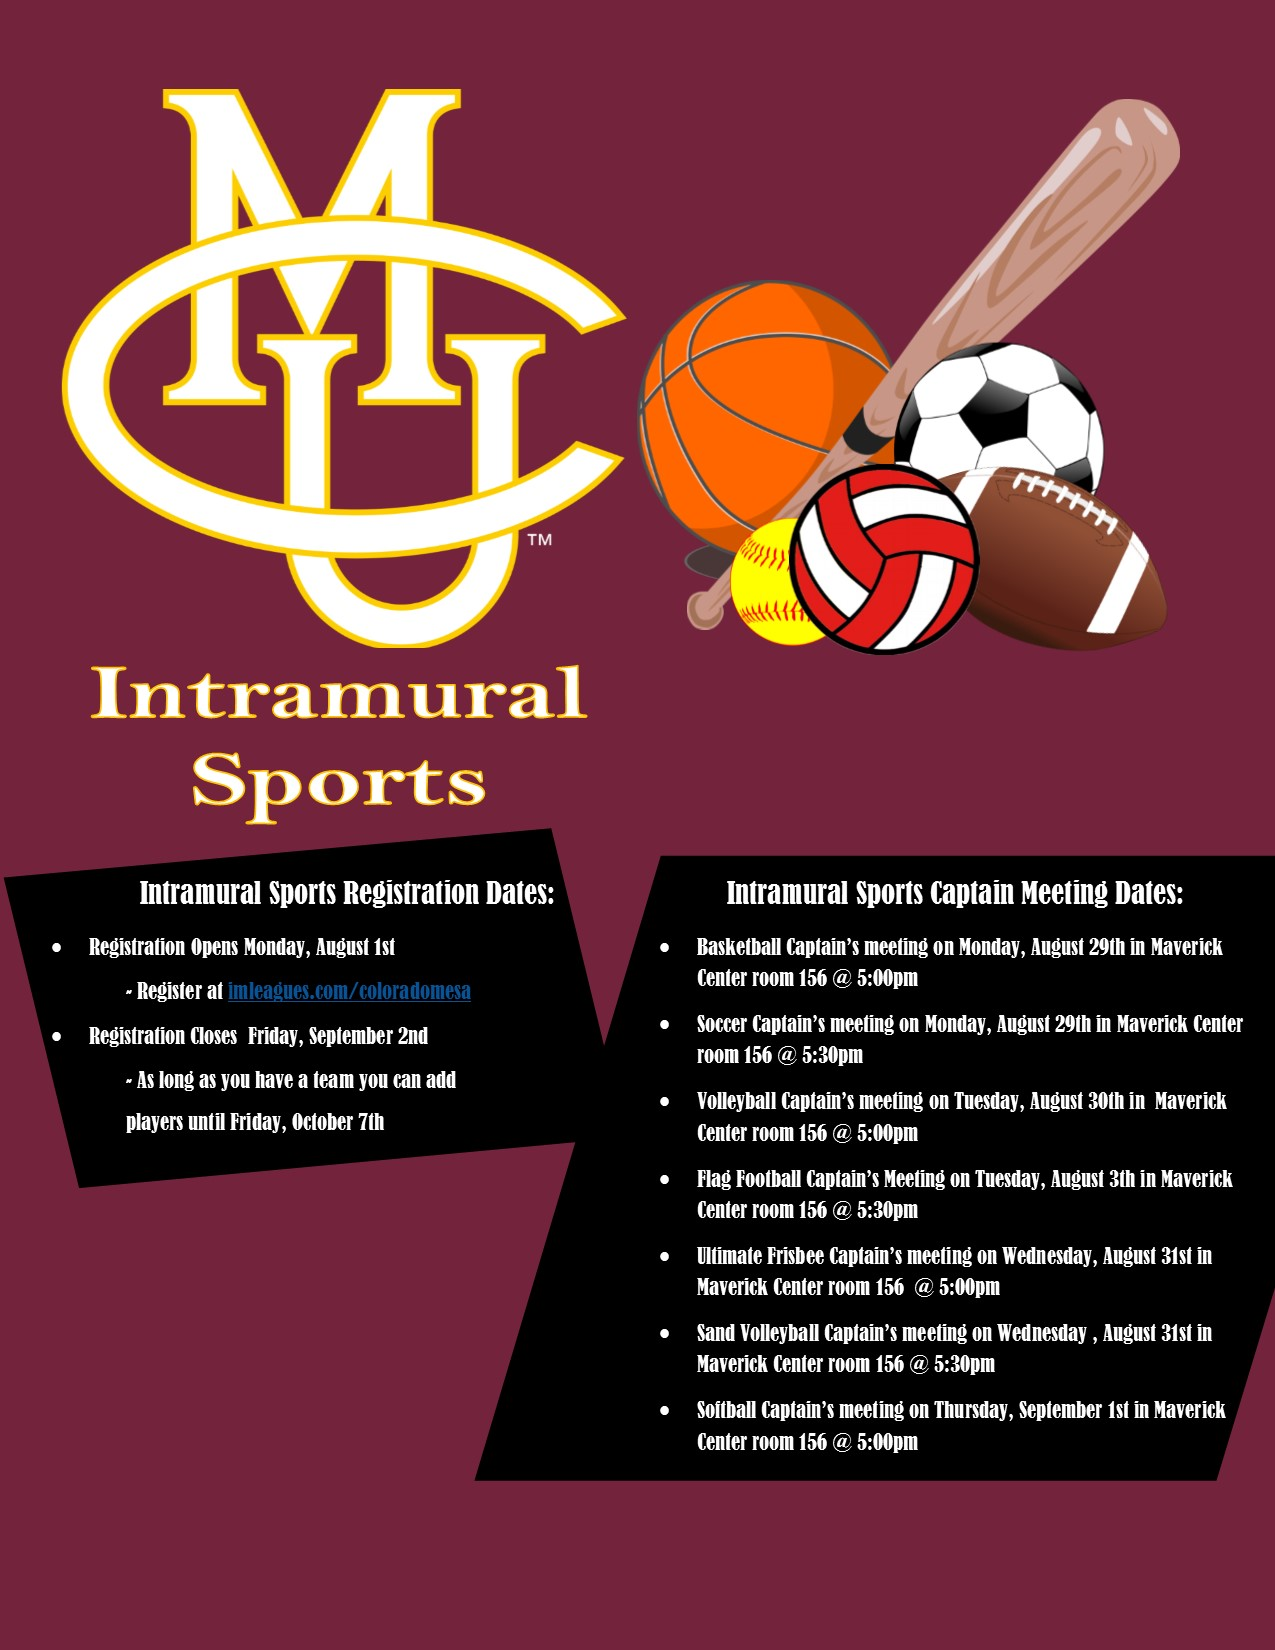 MCU
TM
Intramural
Sports
Intramural Sports Registration Dates:
• Registration Opens Monday, August 1st
- Register at imleagues.com/coloradomesa
• Registration Closes  Friday, September 2nd
- As long as you have a team you can add
players until Friday, October 7th
Intramural Sports Captain Meeting Dates:
• Basketball Captain’s meeting on Monday, August 29th in Maverick
Center room 156 @ 5:00pm
• Soccer Captain’s meeting on Monday, August 29th in Maverick Center
room 156 @ 5:30pm
• Volleyball Captain’s meeting on Tuesday, August 30th in  Maverick
Center room 156 @ 5:00pm
• Flag Football Captain’s Meeting on Tuesday, August 3th in Maverick
Center room 156 @ 5:30pm
• Ultimate Frisbee Captain’s meeting on Wednesday, August 31st in
Maverick Center room 156  @ 5:00pm
• Sand Volleyball Captain’s meeting on Wednesday , August 31st in
Maverick Center room 156 @ 5:30pm
• Softball Captain’s meeting on Thursday, September 1st in Maverick
Center room 156 @ 5:00pm